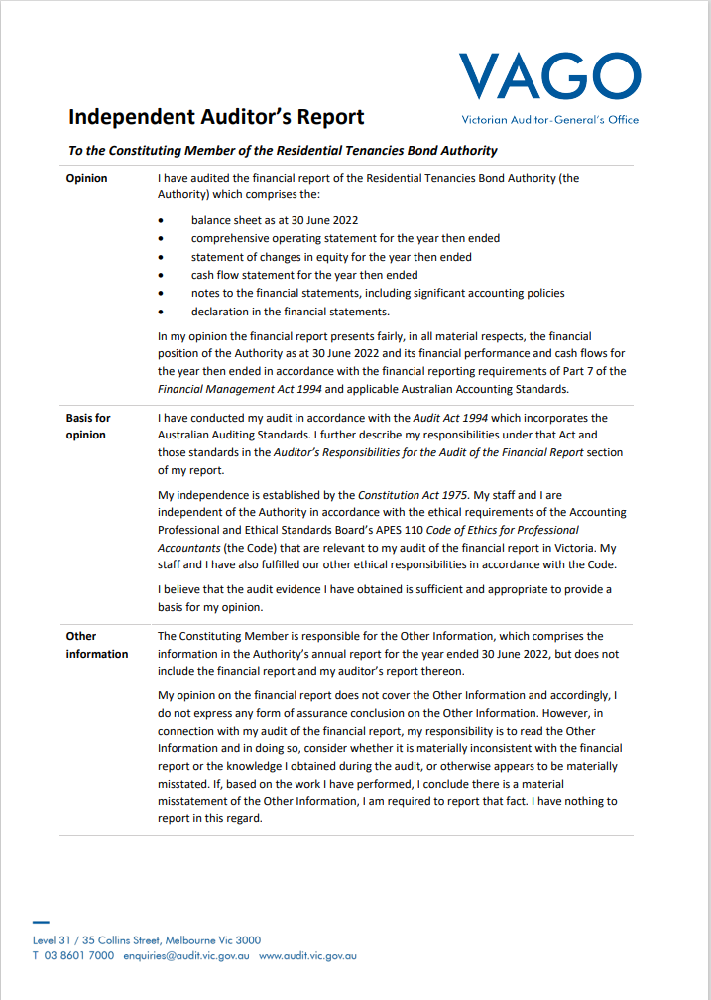 VAGO
Victorian Auditor-General's Office
Independent Auditor's Report
To the Constituting Member of the Residential Tenancies Bond Authority
Opinion
I have audited the financial report of the Residential Tenancies Bond Authority (the
Authority) which comprises the:
• balance sheet as at 30 June 2022
• comprehensive operating statement for the year then ended
• statement of changes in equity for the year then ended
• cash flow statement for the year then ended
• notes to the financial statements, including significant accounting policies
• declaration in the financial statements.
In my opinion the financial report presents fairly, in all material respects, the financial
position of the Authority as at 30 June 2022 and its financial performance and cash flows for
the year then ended in accordance with the financial reporting requirements of Part 7 of the
Financial Management Act 1994 and applicable Australian Accounting Standards.
Basis for
opinion
I have conducted my audit in accordance with the Audit Act 1994 which incorporates the
Australian Auditing Standards. I further describe my responsibilities under that Act and
those standards in the Auditor's Responsibilities for the Audit of the Financial Report section
of my report.
My independence is established by the Constitution Act 1975. My staff and I are
independent of the Authority in accordance with the ethical requirements of the Accounting
Professional and Ethical Standards Board's APES 110 Code of Ethics for Professional
Accountants (the Code) that are relevant to my audit of the financial report in Victoria. My
staff and I have also fulfilled our other ethical responsibilities in accordance with the Code.
I believe that the audit evidence I have obtained is sufficient and appropriate to provide a
basis for my opinion.
Other
information
The Constituting Member is responsible for the Other Information, which comprises the
information in the Authority's annual report for the year ended 30 June 2022, but does not
include the financial report and my auditor's report thereon.
My opinion on the financial report does not cover the Other Information and accordingly, I
do not express any form of assurance conclusion on the Other Information. However, in
connection with my audit of the financial report, my responsibility is to read the Other
Information and in doing so, consider whether it is materially inconsistent with the financial
report or the knowledge I obtained during the audit, or otherwise appears to be materially
misstated. If, based on the work I have performed, I conclude there is a material
misstatement of the Other Information, I am required to report that fact. I have nothing to
report in this regard.
Level 31 / 35 Collins Street, Melbourne Vic 3000
T 03 8601 7000 enquiries@audit.vic.gov.au www.audit.vic.gov.au